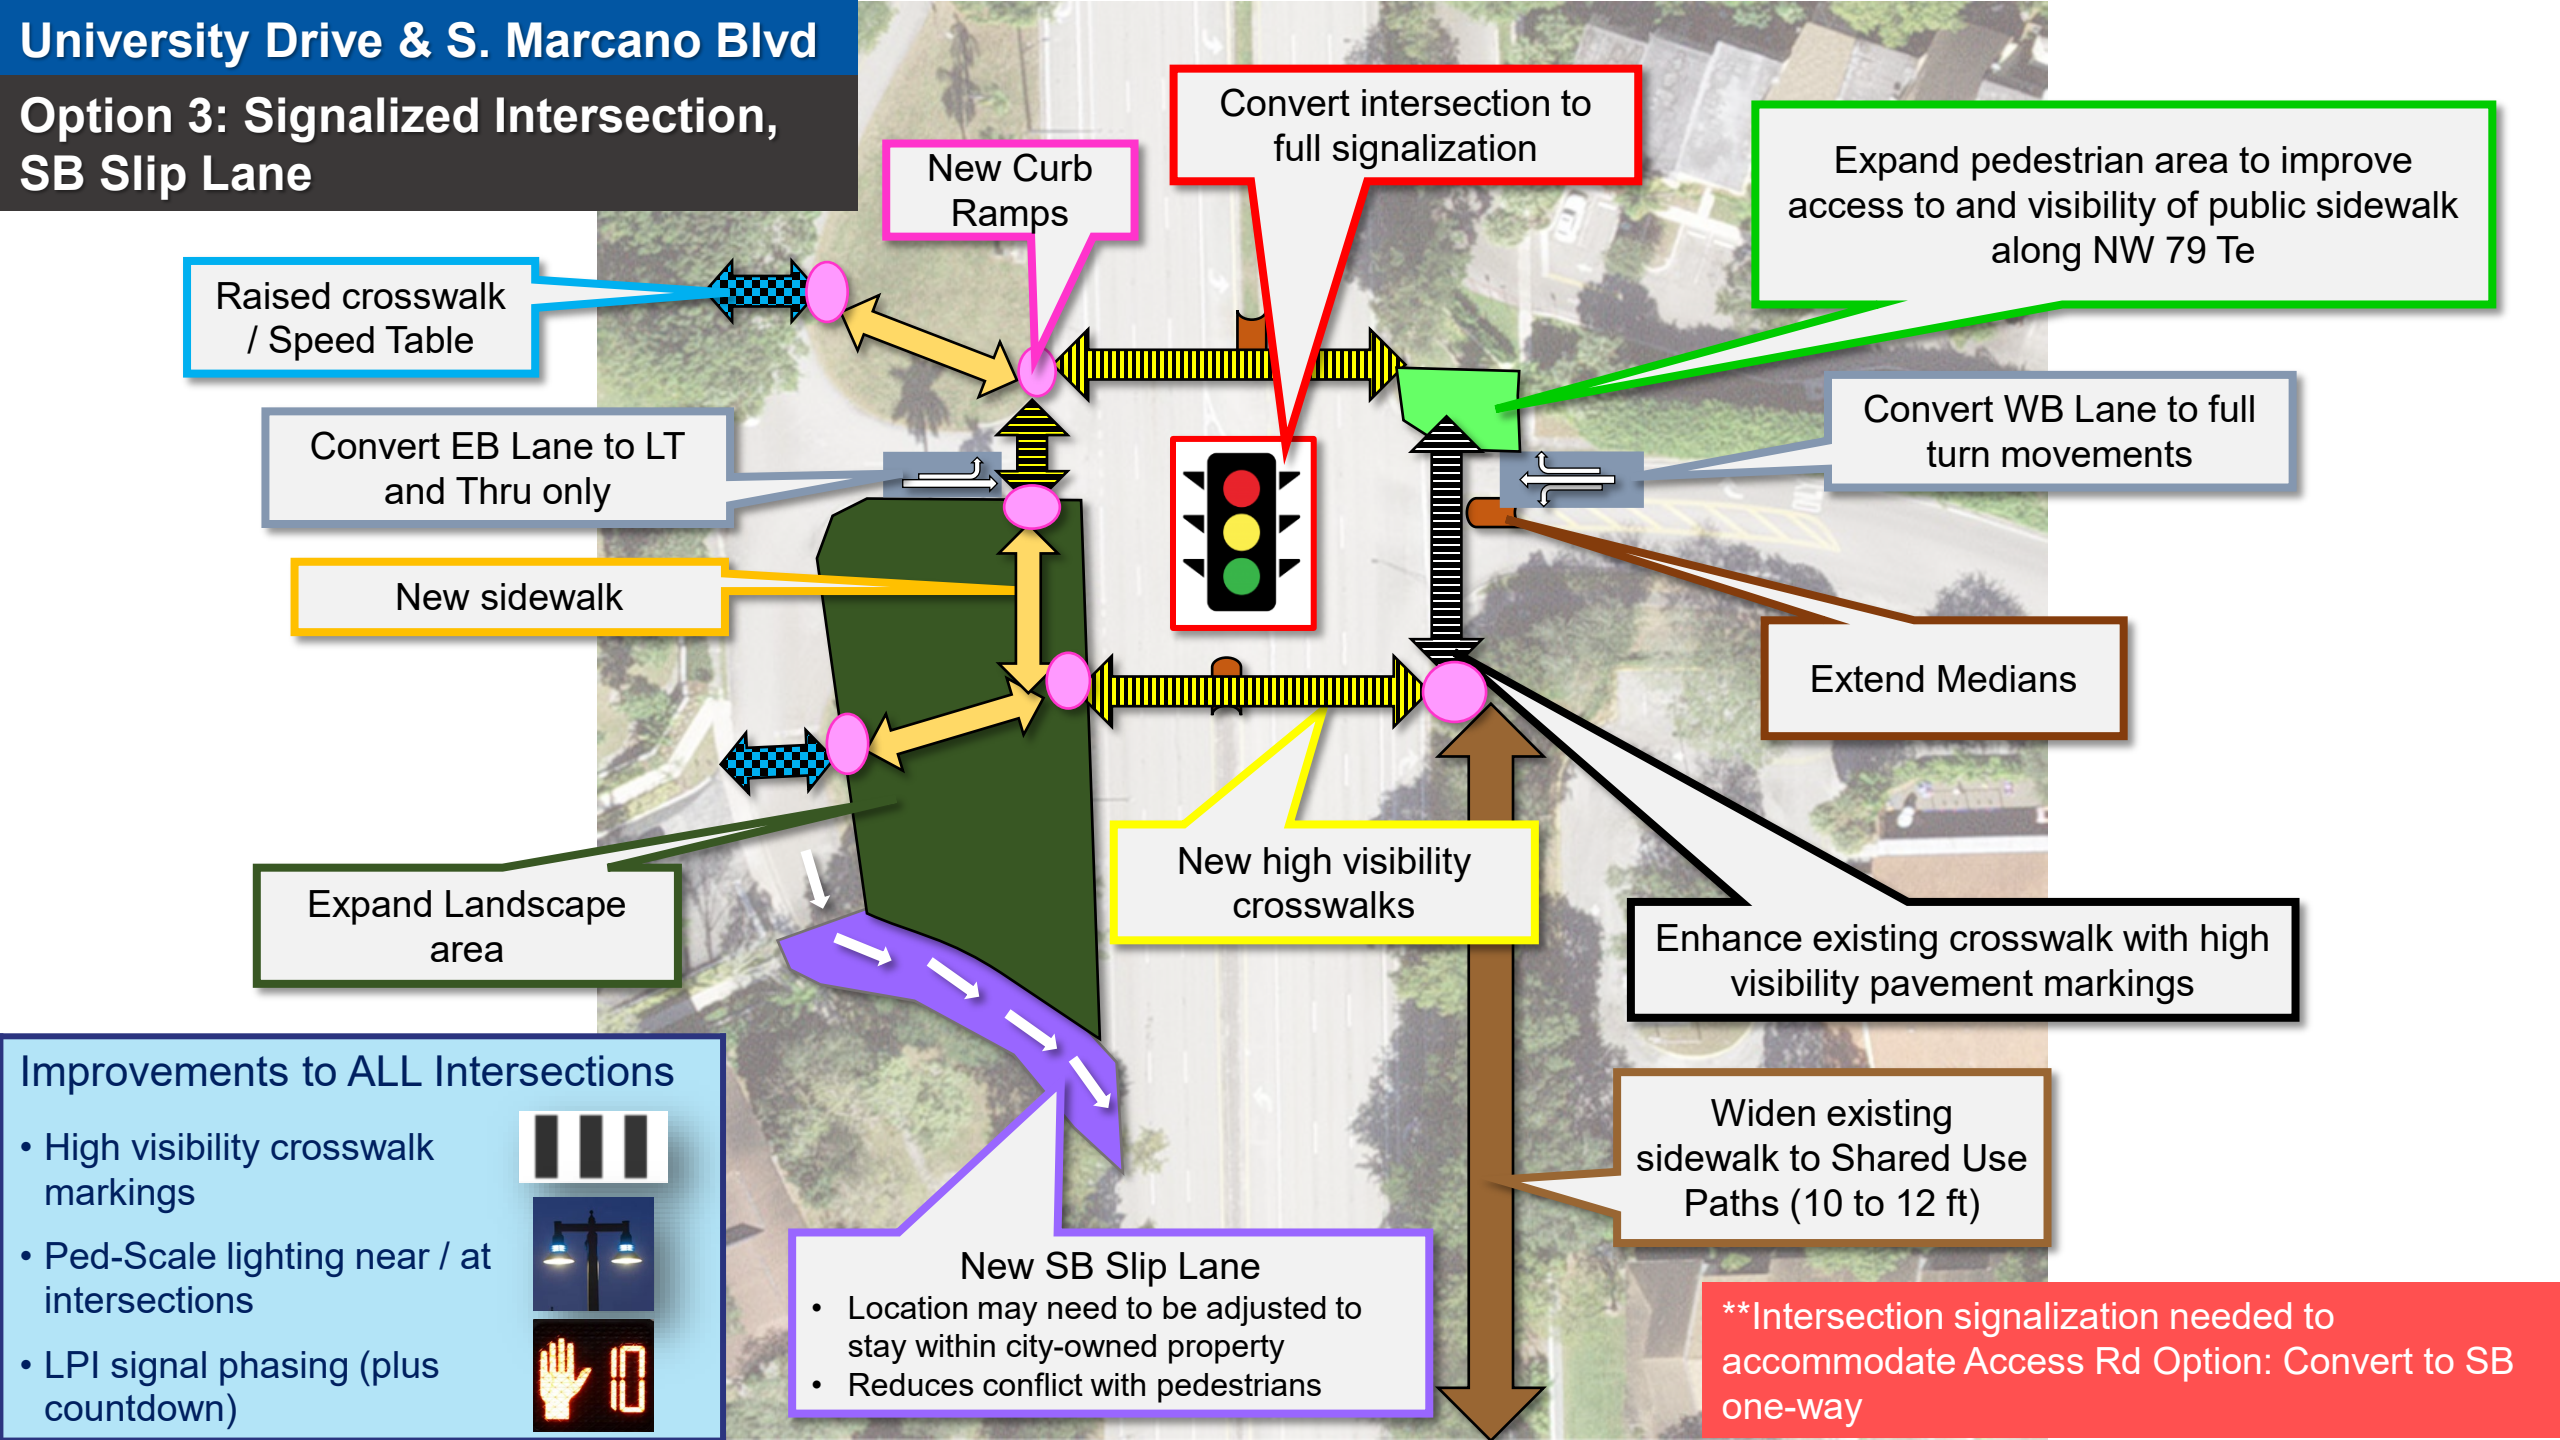 University Drive & S. Marcano Blvd
Option 3: Signalized Intersection,
SB Slip Lane
New Curb
Ramps
Convert intersection to
full signalization
Expand pedestrian area to improve
access to and visibility of public sidewalk
along NW 79 Te
Raised crosswalk
/ Speed Table
Convert EB Lane to LT
and Thru only
Convert WB Lane to full
turn movements
New sidewalk
Extend Medians
Expand Landscape
area
New high visibility
crosswalks
Enhance existing crosswalk with high
visibility pavement markings
Widen existing
sidewalk to Shared Use
Paths (10 to 12 ft)
Improvements to ALL Intersections
• High visibility crosswalk
markings
• Ped-Scale lighting near / at
intersections
• LPI signal phasing (plus
countdown)
10
New SB Slip Lane
• Location may need to be adjusted to
stay within city-owned property
• Reduces conflict with pedestrians
**Intersection signalization needed to
accommodate Access Rd Option: Convert to SB
one-way